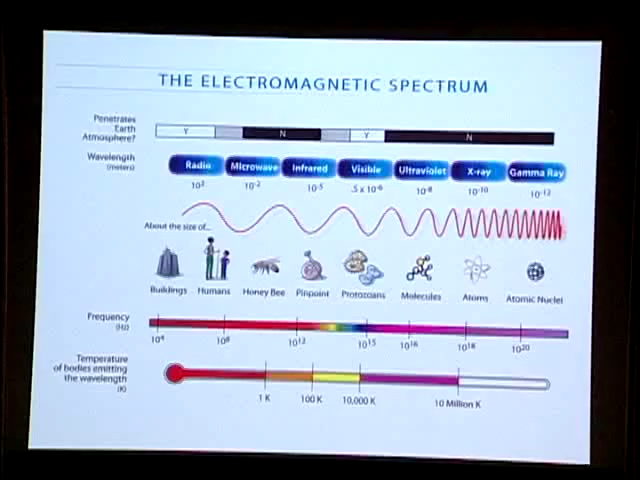 THE ELECTROMAGNETIC SPECTRUM
Penetrates
Earth
Atmosphere?
Y N Y N
Wavelength
(meters)
Radio Microwave Infrared Visible Ultraviolet X-ray Gamma Ray
10³ 10⁻² 10⁻⁵ .5 x 10⁻⁶ 10⁻⁸ 10⁻¹⁰ 10⁻¹²
About the size of...
Buildings Humans Honey Bee Pinpoint Protozoans Molecules Atoms Atomic Nuclei
Frequency
(Hz)
10⁴ 10⁸ 10¹² 10¹⁵ 10¹⁶ 10¹⁸ 10²⁰
Temperature
of bodies emitting
the wavelength
(K)
1 K 100 K 10,000 K 10 Million K